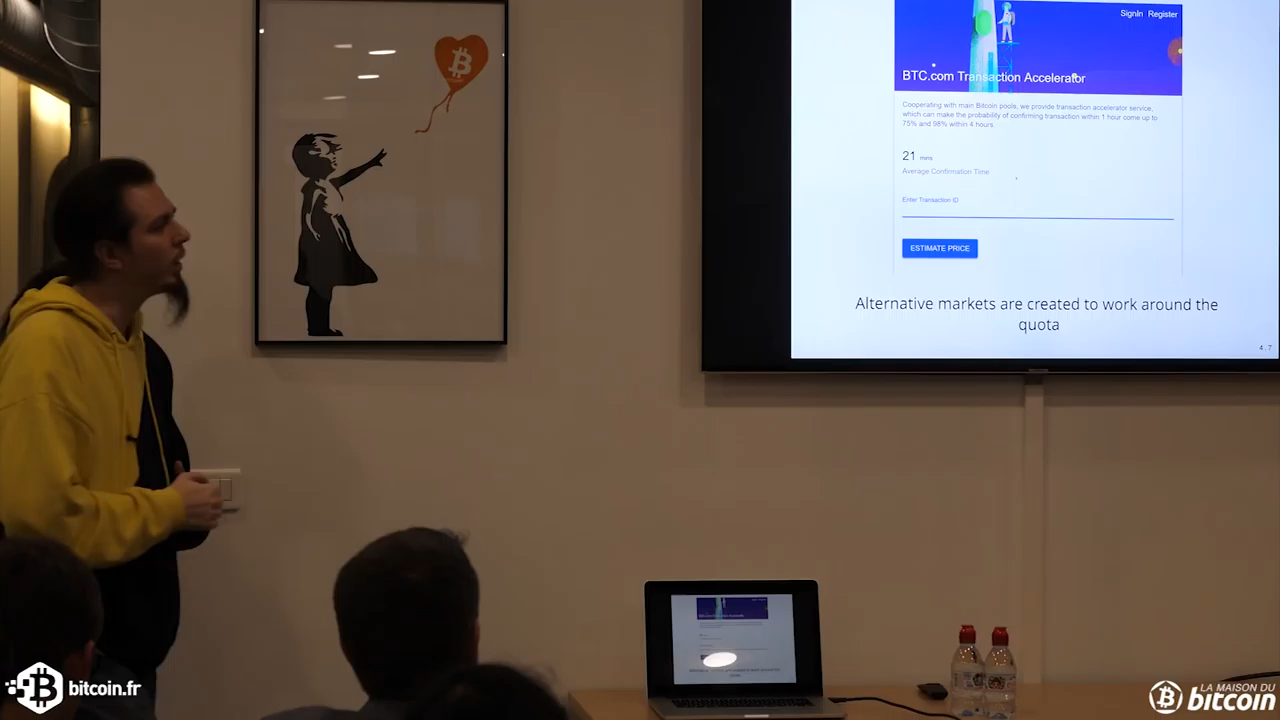 SignIn Register
BTC.com Transaction Accelerator
Cooperating with main Bitcoin pools, we provide transaction accelerator service,
which can make the probability of confirming transaction within 1 hour come up to
75% and 98% within 4 hours.
21 mins
Average Confirmation Time
Enter Transaction ID
ESTIMATE PRICE
Alternative markets are created to work around the
quota
4.7
bitcoin.fr
LA MAISON DU
bitcoin